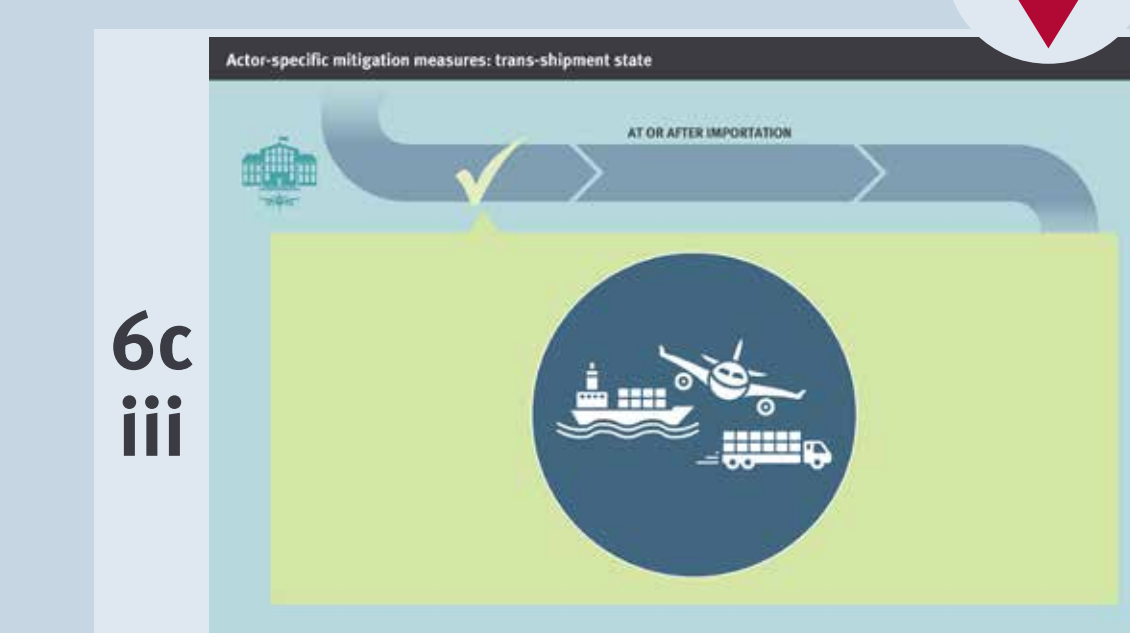 Actor-specific mitigation measures: trans-shipment state
AT OR AFTER IMPORTATION
6c
iii